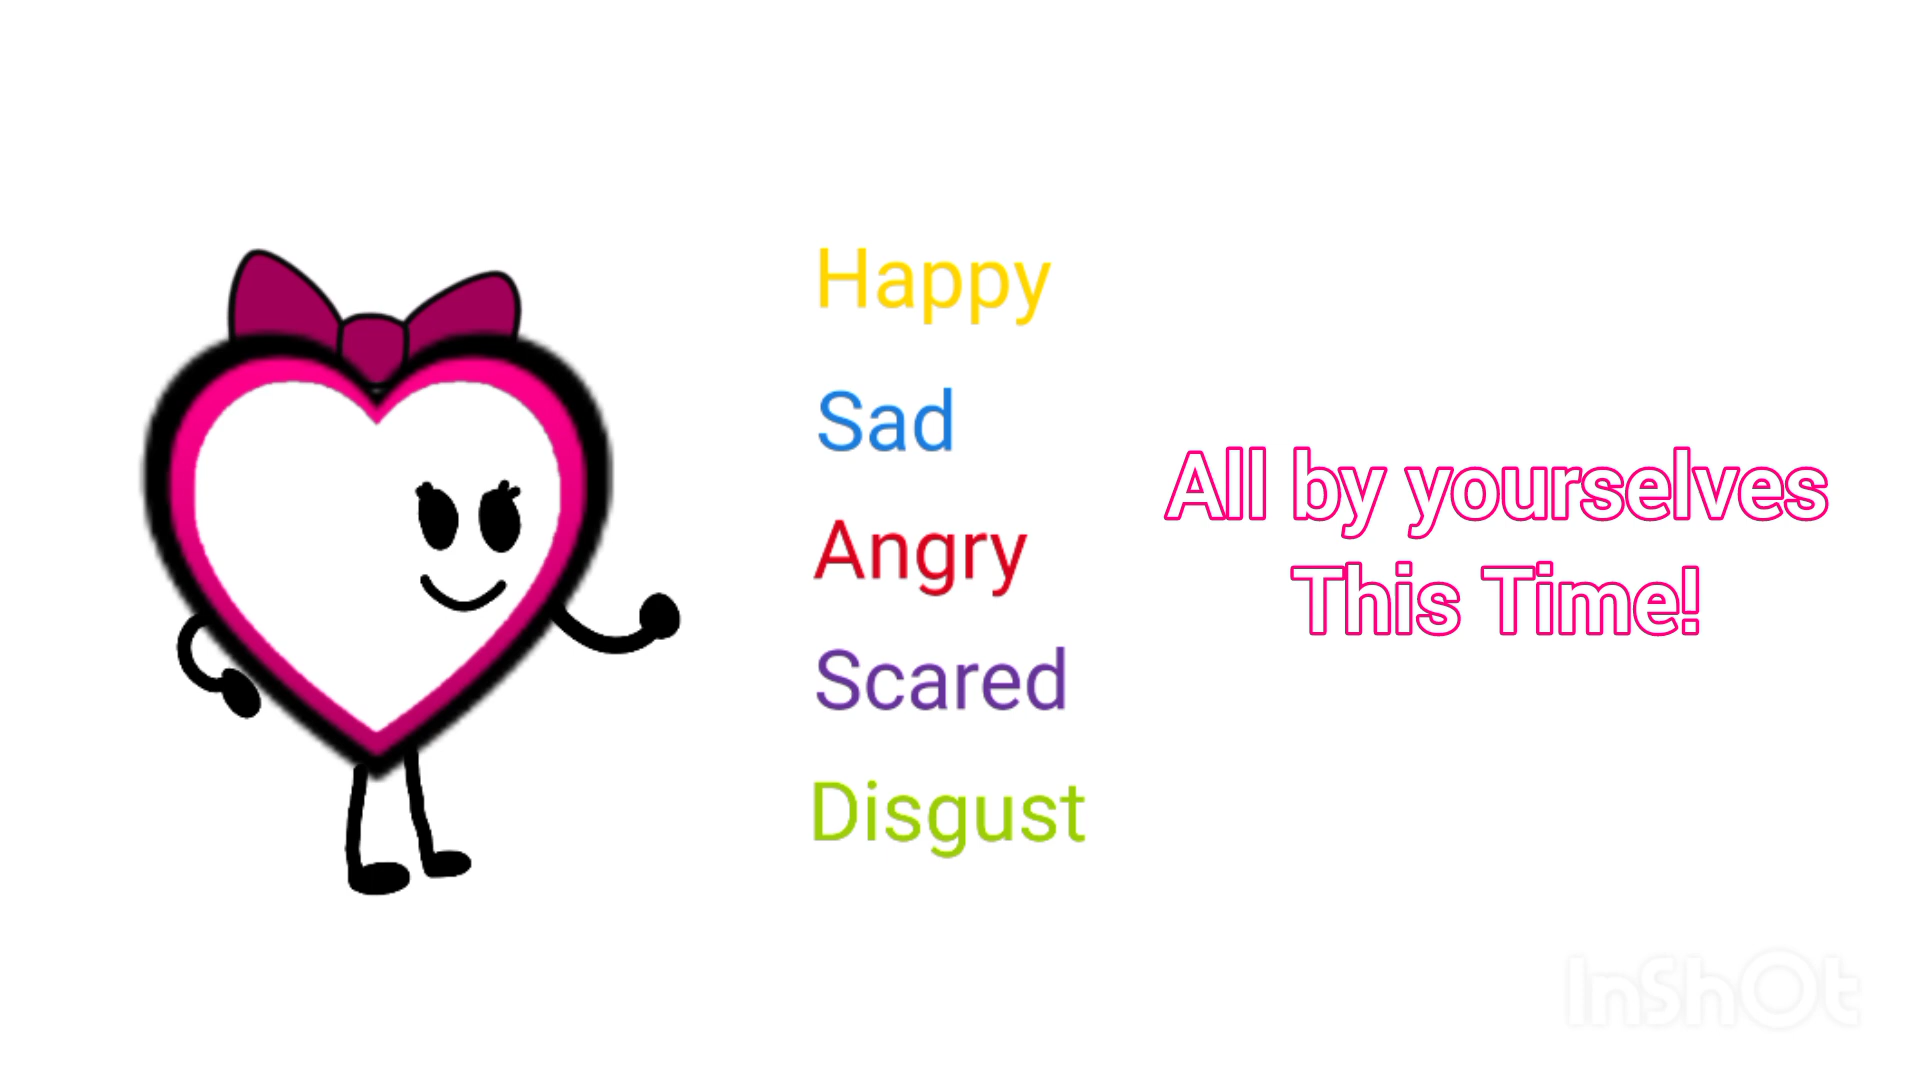 Happy
Sad
Angry
Scared
Disgust
All by yourselves
This Time!
InShOt